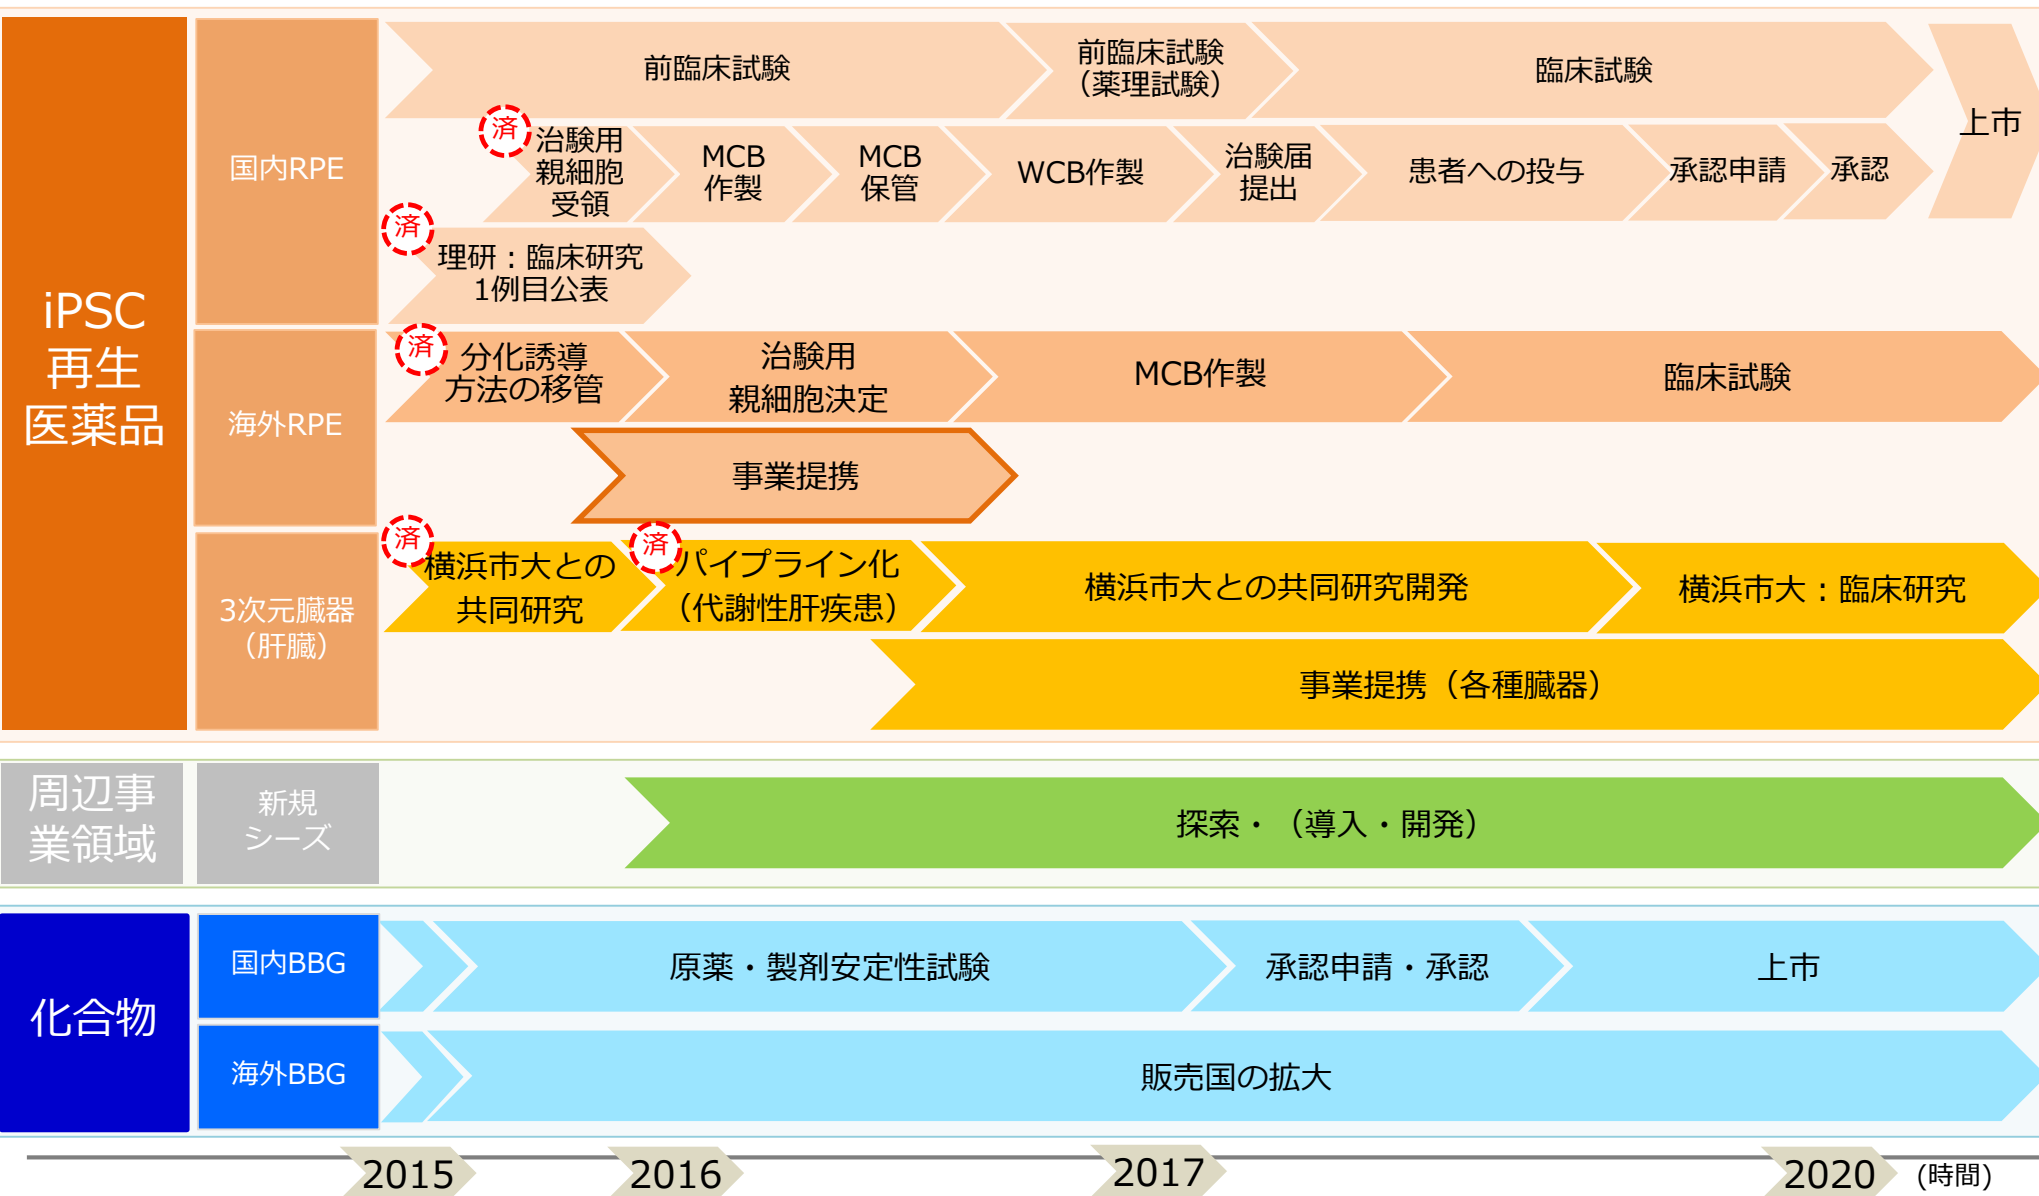 iPSC
再生
医薬品
国内RPE
前臨床試験
前臨床試験
（薬理試験）
臨床試験
上市
済
治験用
親細胞
受領
MCB
作製
MCB
保管
WCB作製
治験届
提出
患者への投与
承認申請
承認
済
理研：臨床研究
1例目公表
海外RPE
済
分化誘導
方法の移管
治験用
親細胞決定
MCB作製
臨床試験
事業提携
3次元臓器
（肝臓）
済
横浜市大との
共同研究
済
パイプライン化
（代謝性肝疾患）
横浜市大との共同研究開発
横浜市大：臨床研究
事業提携（各種臓器）
周辺事
業領域
新規
シーズ
探索・（導入・開発）
化合物
国内BBG
原薬・製剤安定性試験
承認申請・承認
上市
海外BBG
販売国の拡大
2015
2016
2017
2020
(時間)